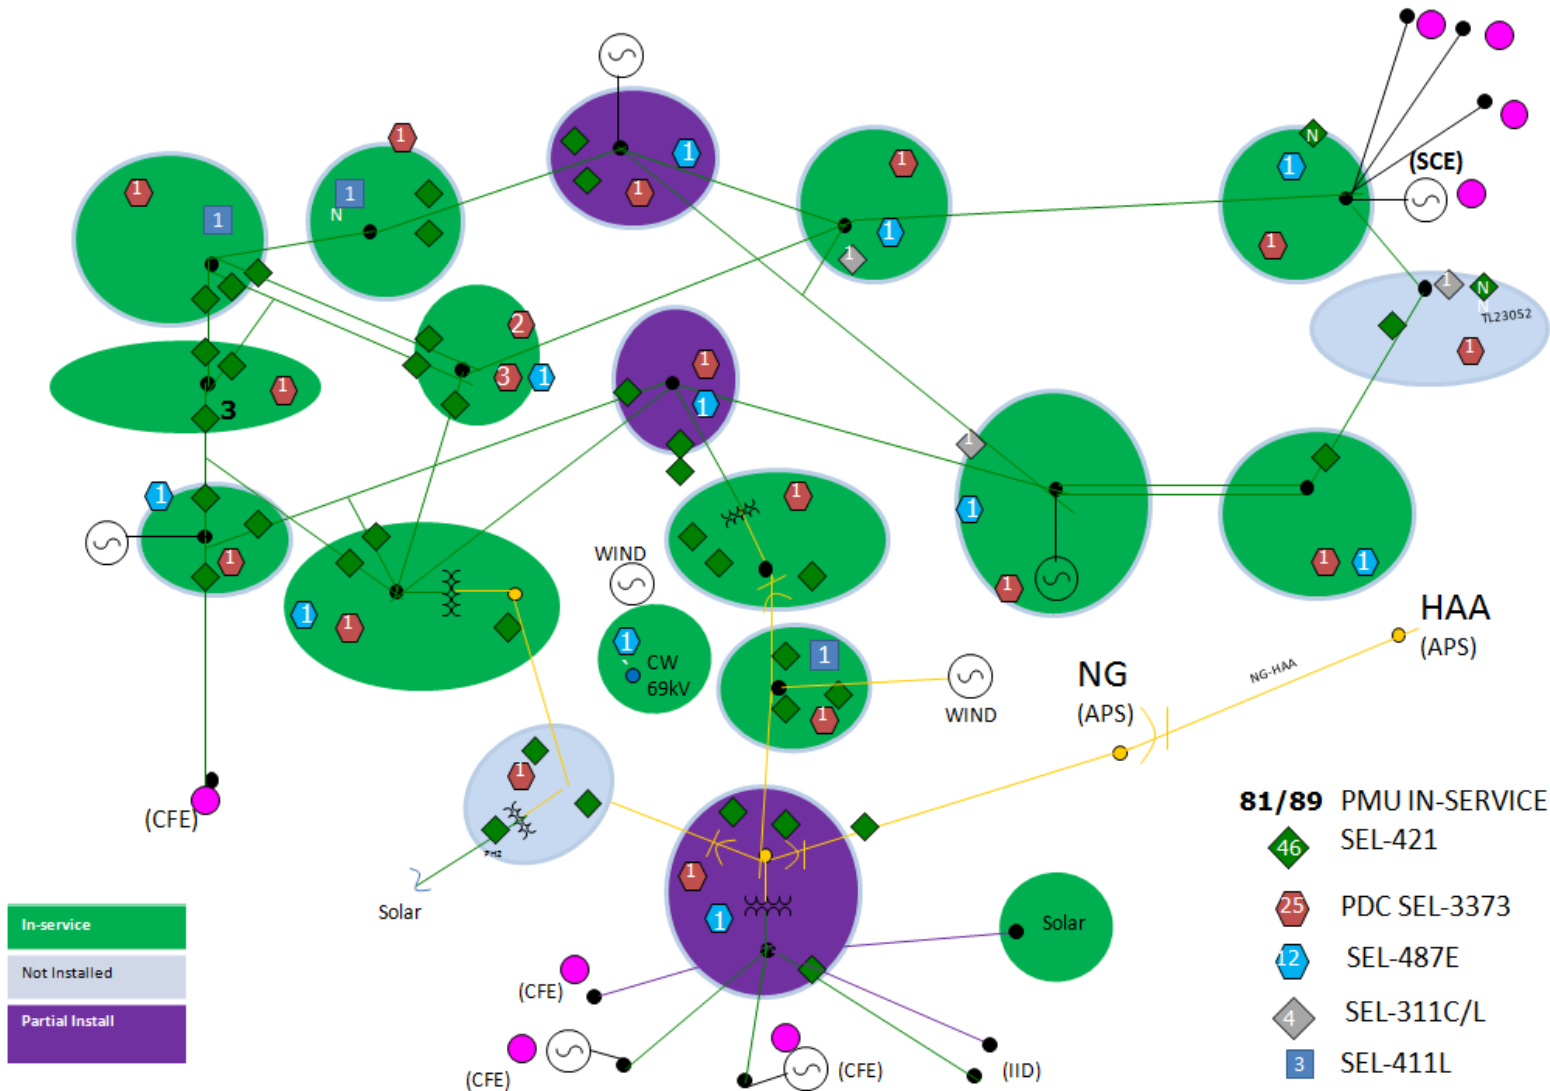 1
1
N
1
1
1
1
1
1
N
1
(SCE)
1
1
1
N
N
TL23052
1
2
3
1
1
1
1
3
1
1
1
1
1
1
1
1
1
1
1
WIND
1
CW
69kV
1
1
WIND
HAA
(APS)
NG-HAA
NG
(APS)
1
PH2
Solar
(CFE)
1
1
Solar
(CFE)
(CFE)
(CFE)
(IID)
81/89 PMU IN-SERVICE
46 SEL-421
25 PDC SEL-3373
12 SEL-487E
4 SEL-311C/L
3 SEL-411L
In-service
Not Installed
Partial Install